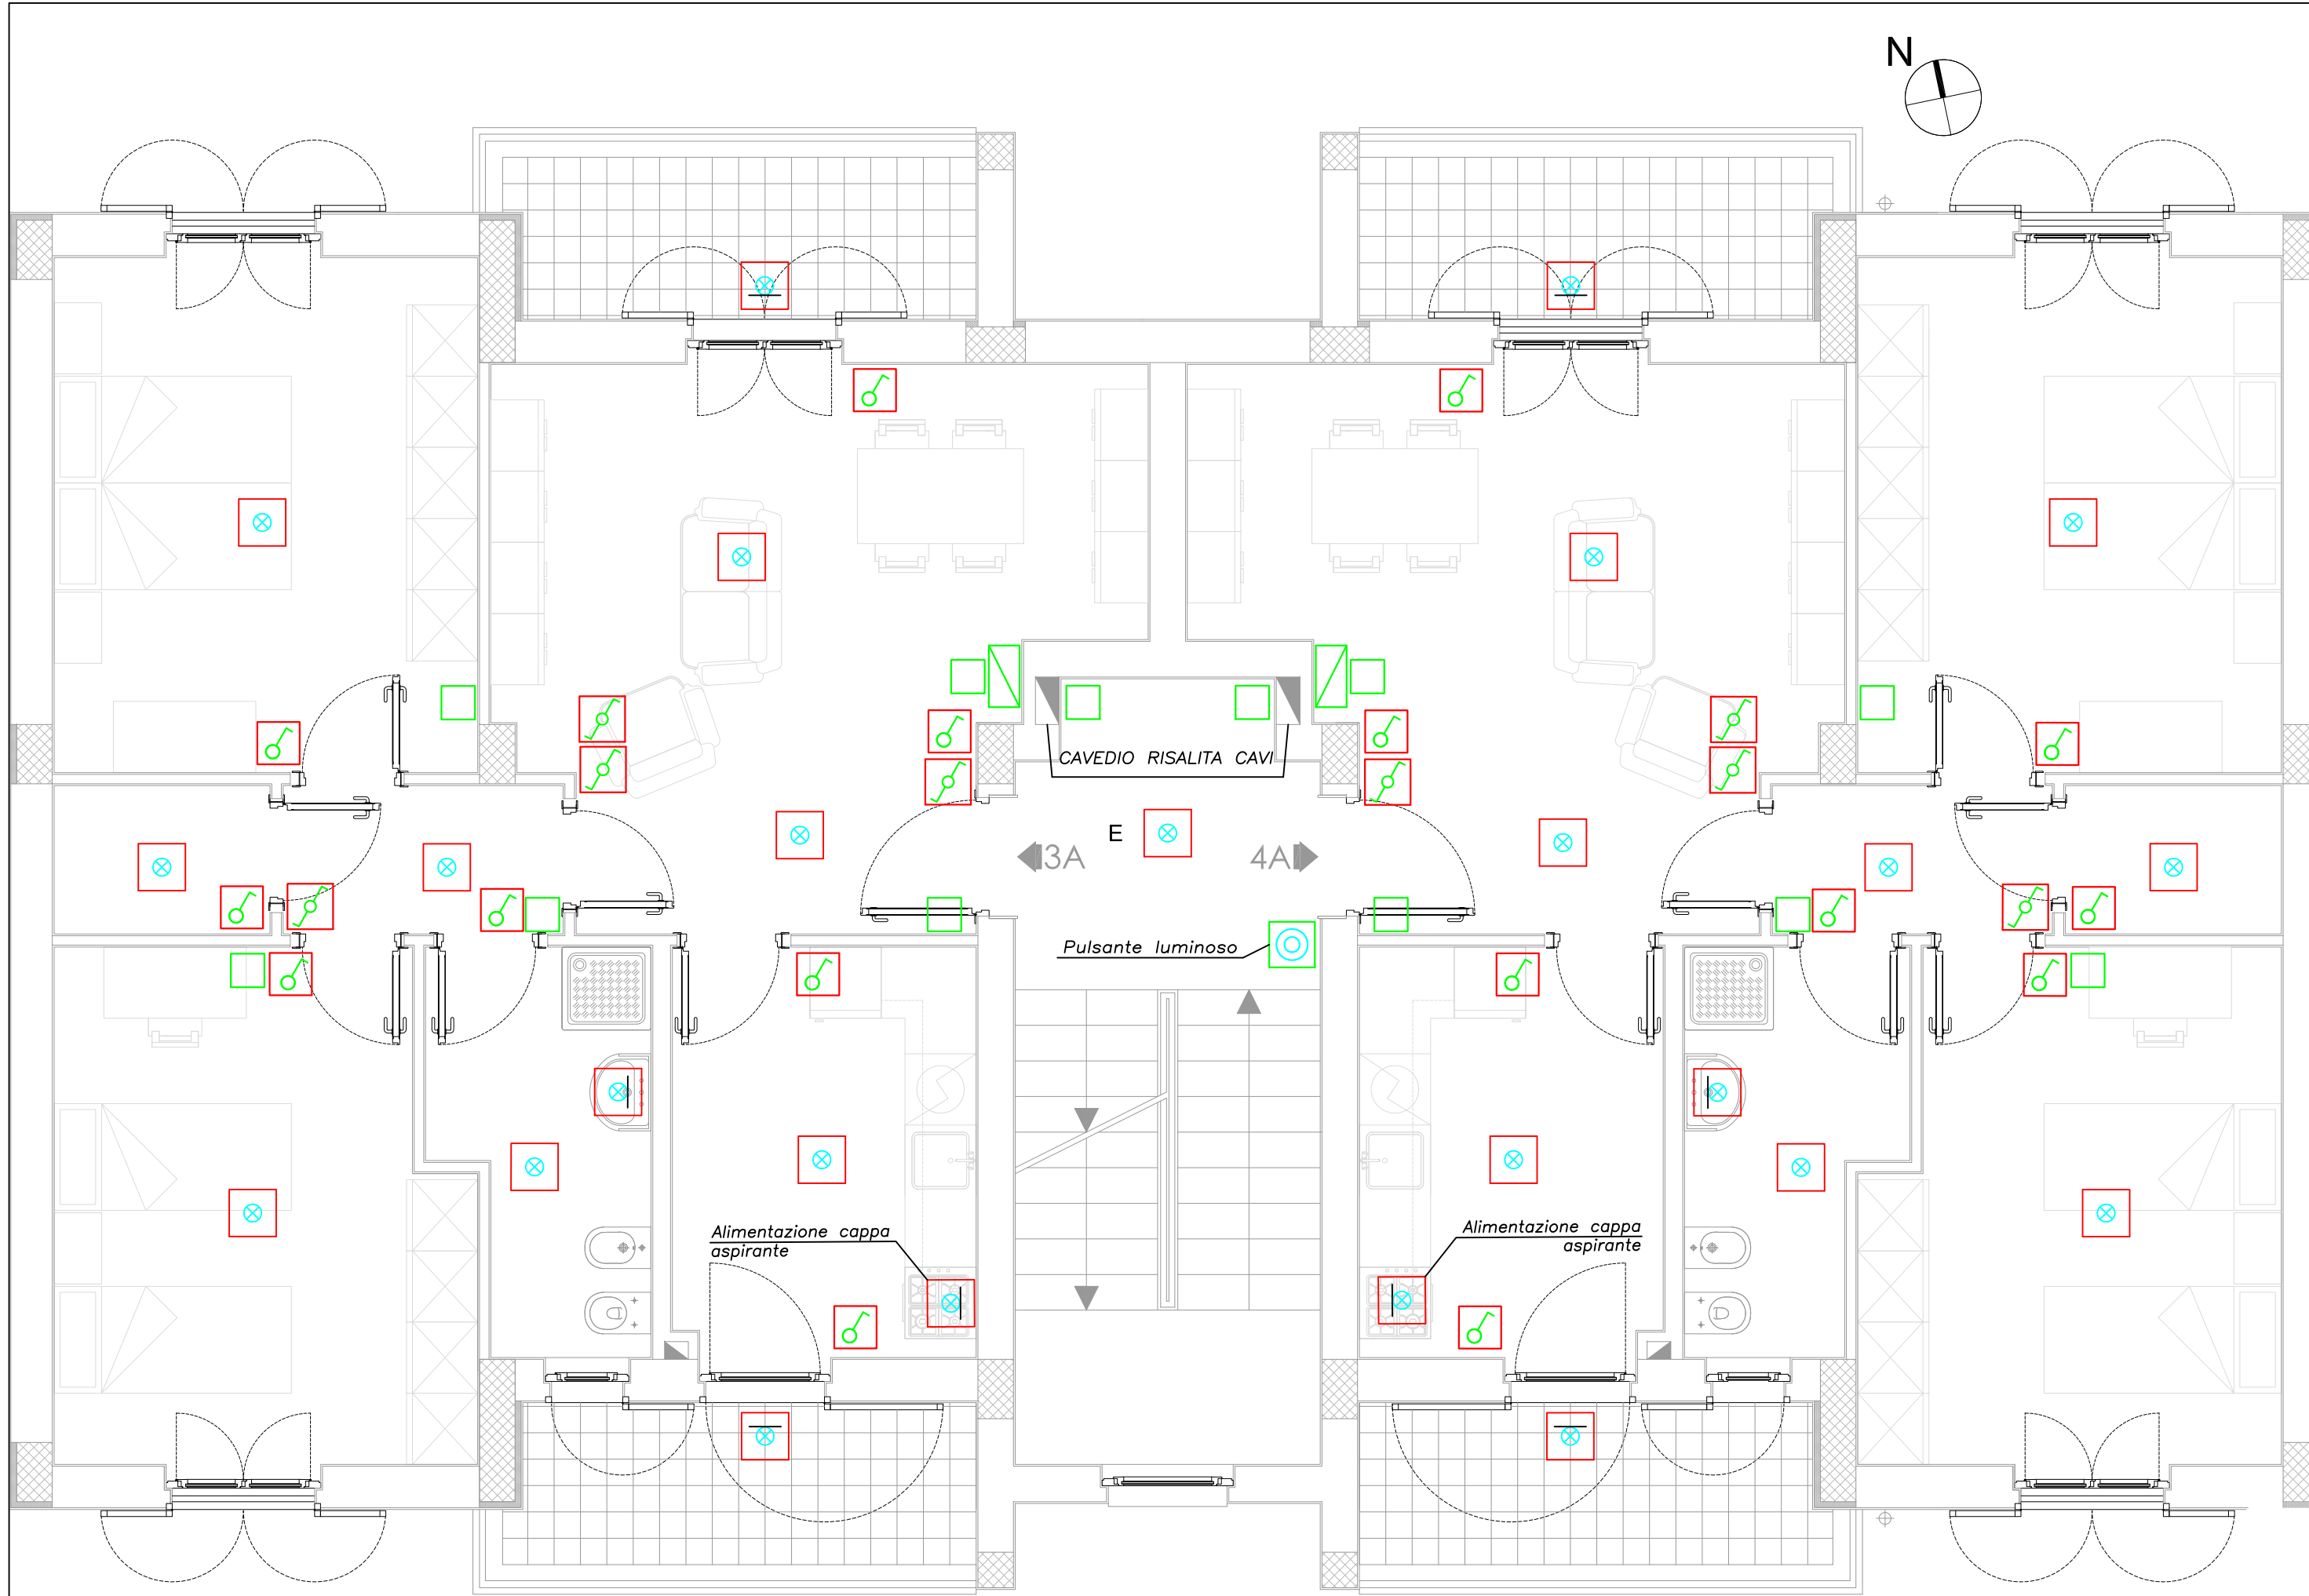 N
CAVEDIO RISALITA CAVI
E
3A
4A
Pulsante luminoso
Alimentazione cappa
aspirante
Alimentazione cappa
aspirante